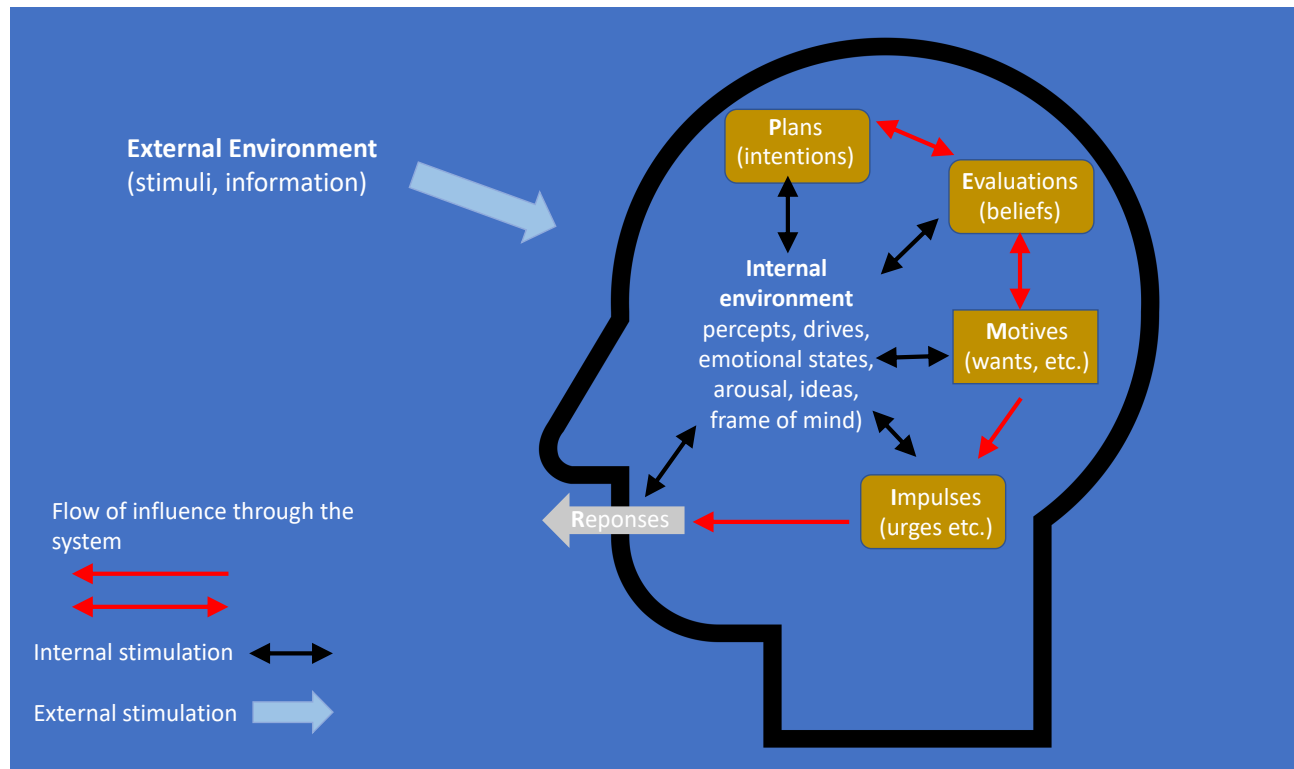 External Environment
(stimuli, information)
Plans
(intentions)
Evaluations
(beliefs)
Internal
environment
percepts, drives,
emotional states,
arousal, ideas,
frame of mind)
Motives
(wants, etc.)
Impulses
(urges etc.)
Reponses
Flow of influence through the
system
Internal stimulation
External stimulation